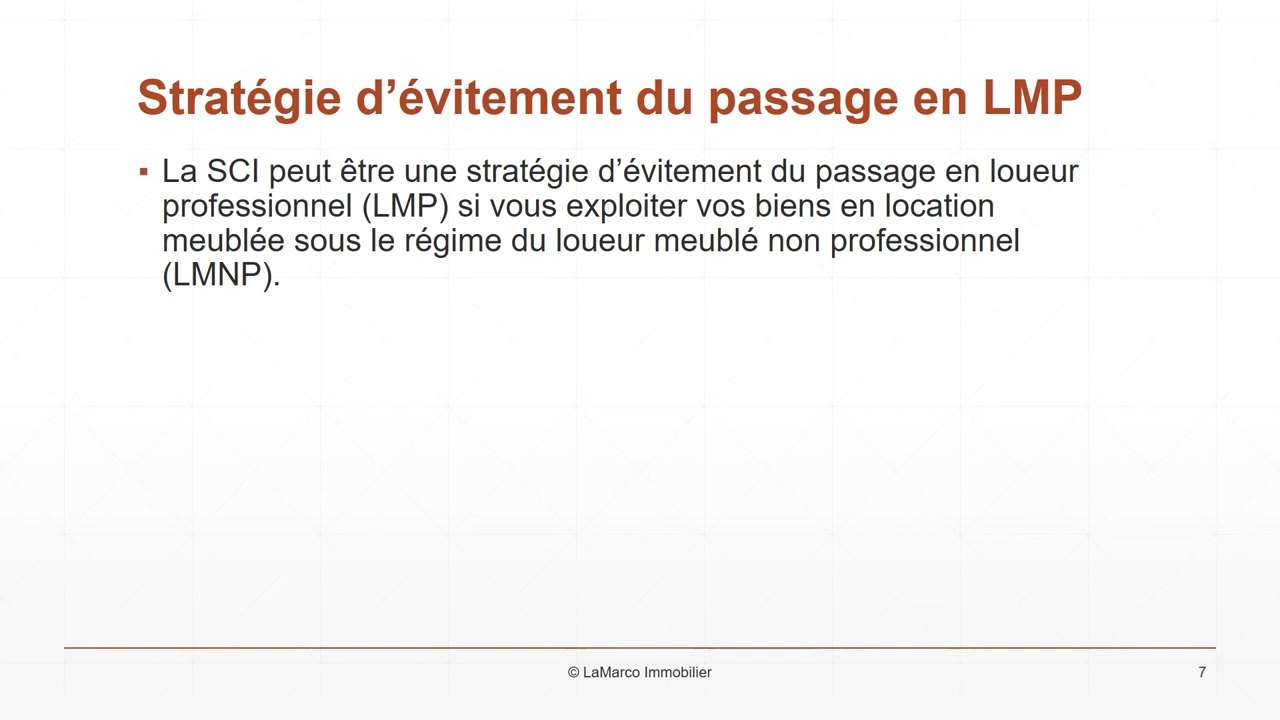 Stratégie d’évitement du passage en LMP
▪ La SCI peut être une stratégie d’évitement du passage en loueur
professionnel (LMP) si vous exploiter vos biens en location
meublée sous le régime du loueur meublé non professionnel
(LMNP).
© LaMarco Immobilier
7